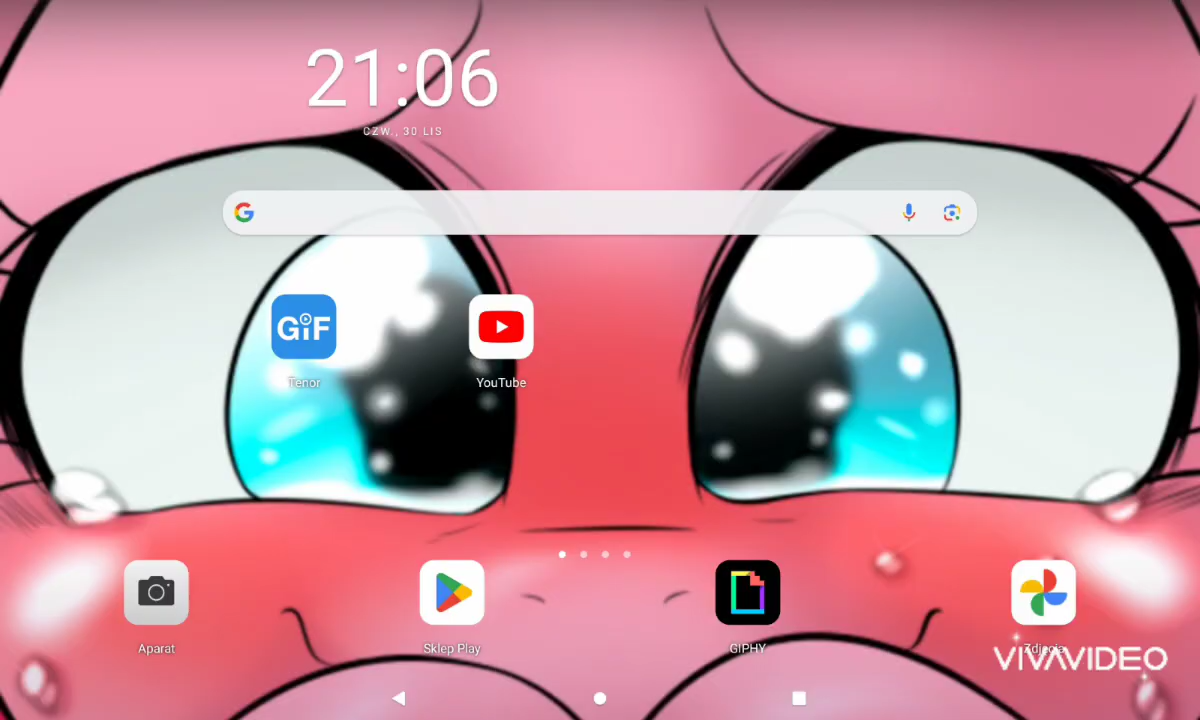 21:06
CZW., 30 LIS
GIF
Tenor
YouTube
Aparat
Sklep Play
GIPHY
Zdjęcia
VIVAVIDEO